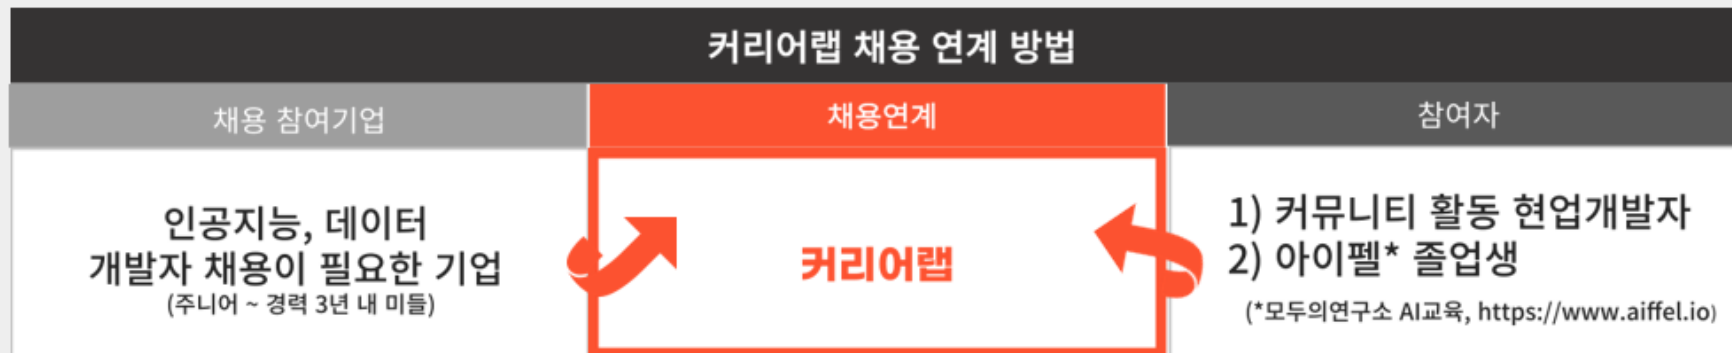 커리어랩 채용 연계 방법
채용 참여기업
채용연계
참여자
인공지능, 데이터
개발자 채용이 필요한 기업
(주니어 ~ 경력 3년 내 미들)
커리어랩
1) 커뮤니티 활동 현업개발자
2) 아이펠* 졸업생
(*모두의연구소 AI교육, https://www.aiffel.io)